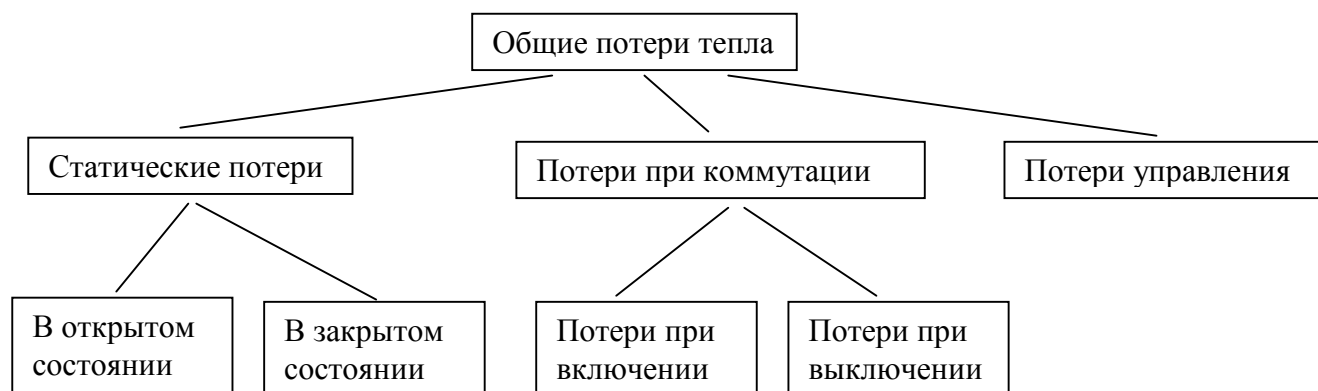 Общие потери тепла
Статические потери
Потери при коммутации
Потери управления
В открытом
состоянии
В закрытом
состоянии
Потери при
включении
Потери при
выключении